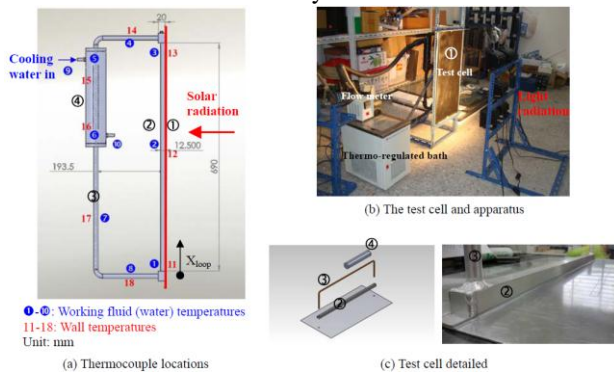 20
14
④
③
13
Cooling
water in
⑨
⑤
15
④
Solar
radiation
②
①
690
16
⑥
⑩
②
12
12.500
193.5
③
17
⑦
X loop
①
11
⑧
18
❶-❿: Working fluid (water) temperatures
11-18: Wall temperatures
Unit: mm
(a) Thermocouple locations
①
Test cell
Flow meter
Light
radiation
Thermo-regulated bath
(b) The test cell and apparatus
④
③
②
③
②
(c) Test cell detailed